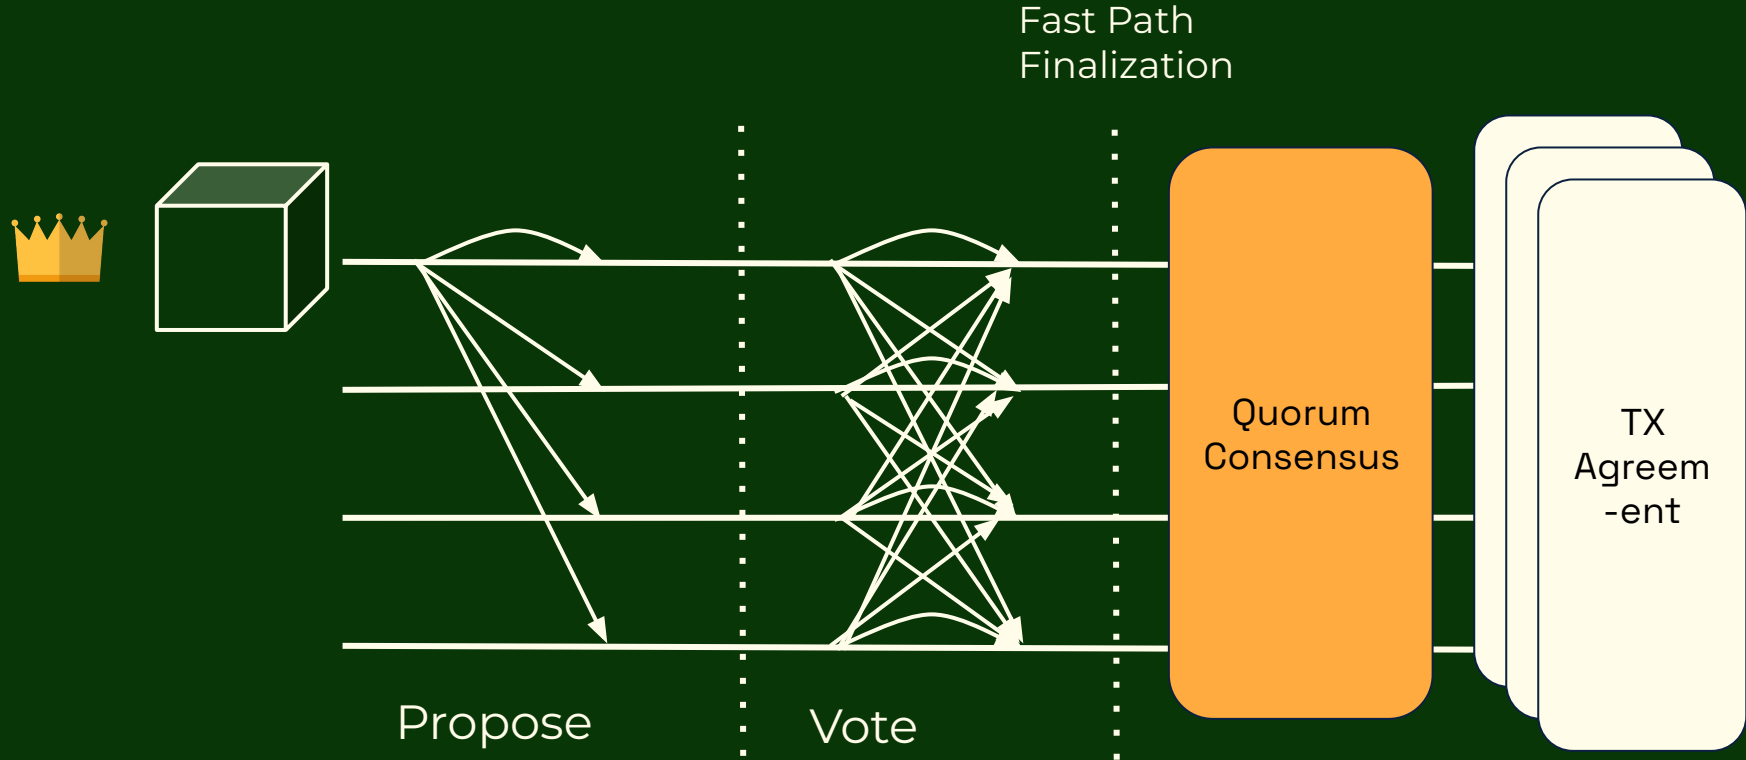 Fast Path
Finalization
Quorum
Consensus
TX
Agreem
-ent
Propose
Vote